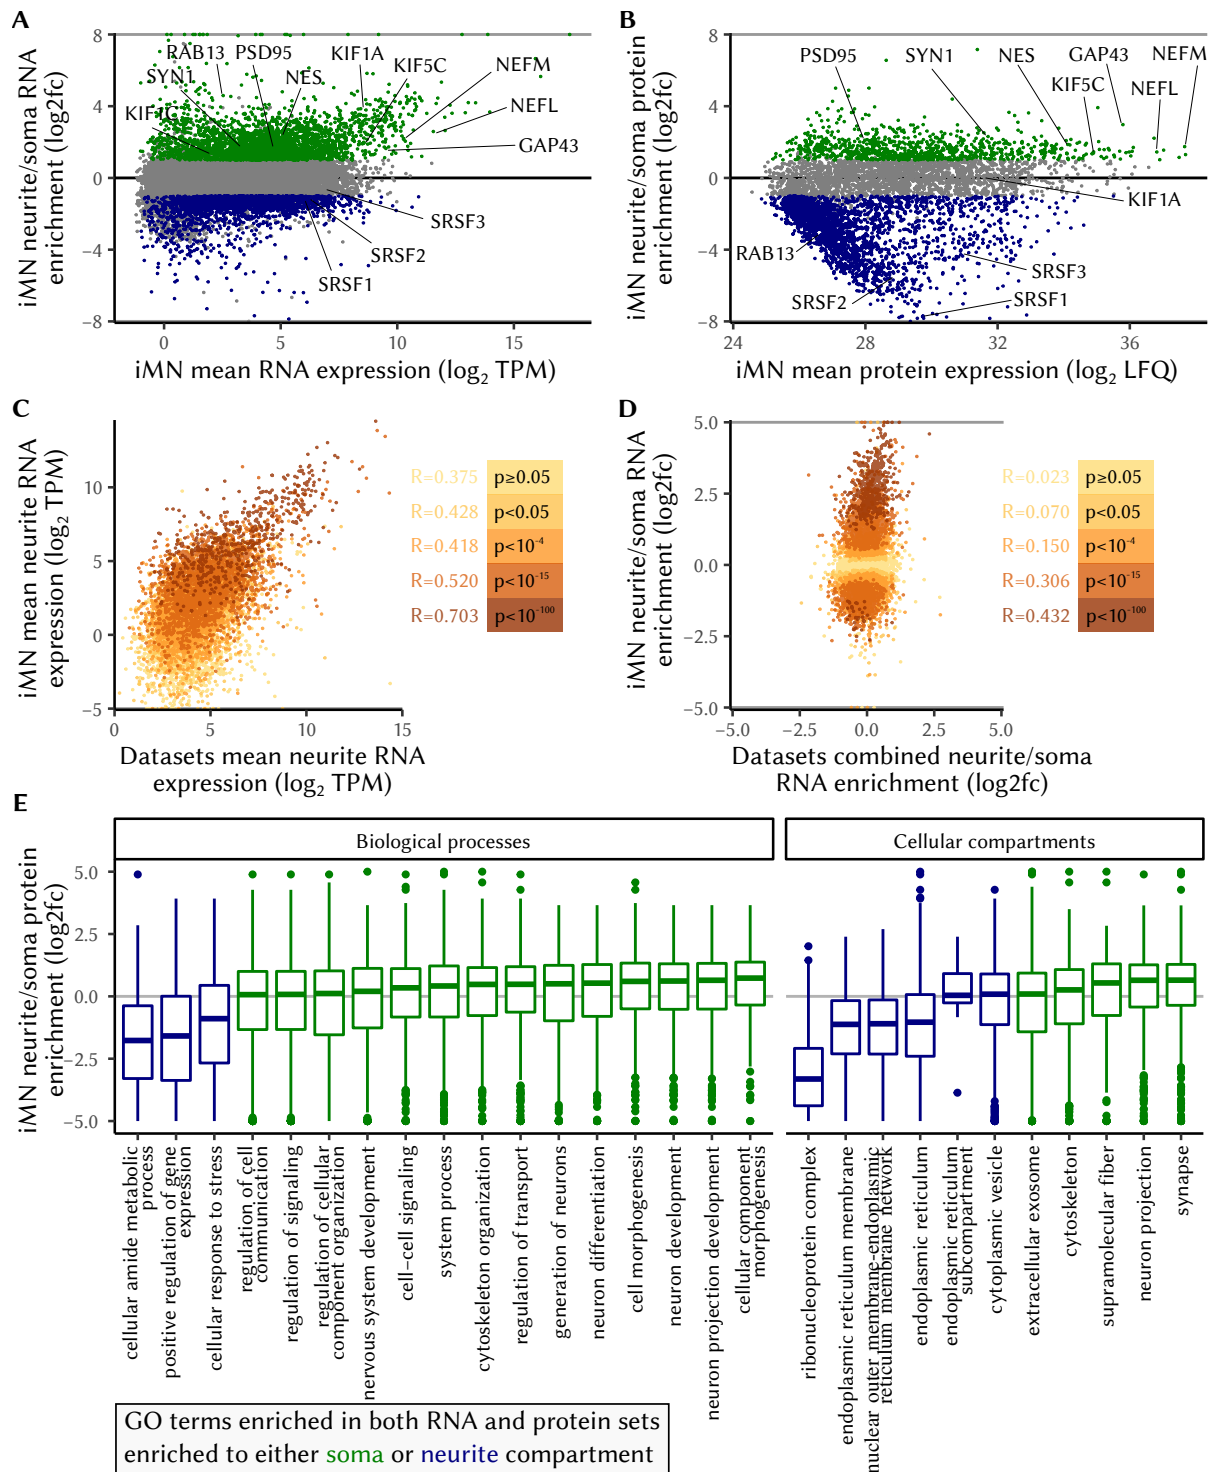 A
iMN neurite/soma RNA
enrichment (log2fc)
8
4
0
−4
−8
RAB13
PSD95
KIF1A
SYN1
NES
KIF5C
NEFM
KIF1C
NEFL
GAP43
SRSF3
SRSF2
SRSF1
0
5
10
15
iMN mean RNA expression (log2 TPM)
B
iMN neurite/soma protein
enrichment (log2fc)
8
4
0
−4
−8
PSD95
SYN1
NES
GAP43
NEFM
KIF5C
NEFL
KIF1A
RAB13
SRSF3
SRSF2
SRSF1
24
28
32
36
iMN mean protein expression (log2 LFQ)
C
iMN mean neurite RNA
expression (log2 TPM)
10
5
0
−5
0
5
10
15
R=0.375 p≥0.05
R=0.428 p<0.05
R=0.418 p<10-4
R=0.520 p<10-15
R=0.703 p<10-100
Datasets mean neurite RNA
expression (log2 TPM)
D
iMN neurite/soma RNA
enrichment (log2fc)
5.0
2.5
0.0
−2.5
−5.0
−5.0
−2.5
0.0
2.5
5.0
R=0.023 p≥0.05
R=0.070 p<0.05
R=0.150 p<10-4
R=0.306 p<10-15
R=0.432 p<10-100
Datasets combined neurite/soma
RNA enrichment (log2fc)
E
iMN neurite/soma protein
enrichment (log2fc)
Biological processes
Cellular compartments
5.0
2.5
0.0
−2.5
−5.0
cellular amide metabolic
process
positive regulation of gene
expression
cellular response to stress
regulation of cell
communication
regulation of signaling
regulation of cellular
component organization
nervous system development
cell−cell signaling
system process
cytoskeleton organization
regulation of transport
generation of neurons
neuron differentiation
cell morphogenesis
neuron development
neuron projection development
cellular component
morphogenesis
ribonucleoprotein complex
endoplasmic reticulum membrane
nuclear outer membrane−endoplasmic
reticulum membrane network
endoplasmic reticulum
endoplasmic reticulum
subcompartment
cytoplasmic vesicle
extracellular exosome
cytoskeleton
supramolecular fiber
neuron projection
synapse
GO terms enriched in both RNA and protein sets
enriched to either soma or neurite compartment